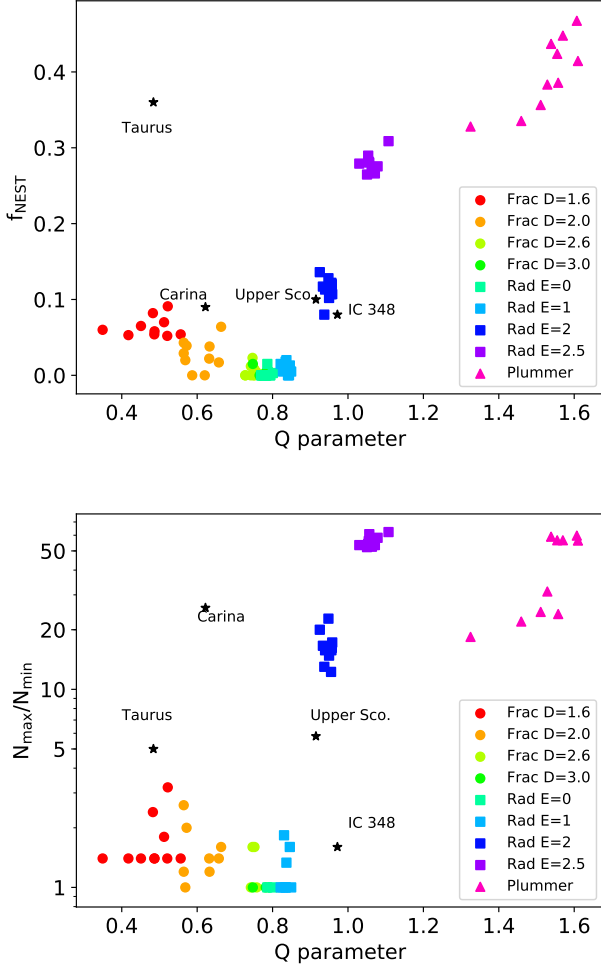 0.4
0.3
0.2
0.1
0.0
f_NEST
Taurus
Carina
Upper Sco.
IC 348
Frac D=1.6
Frac D=2.0
Frac D=2.6
Frac D=3.0
Rad E=0
Rad E=1
Rad E=2
Rad E=2.5
Plummer
0.4 0.6 0.8 1.0 1.2 1.4 1.6
Q parameter
50
20
10
5
1
N_max/N_min
Carina
Taurus
Upper Sco.
IC 348
Frac D=1.6
Frac D=2.0
Frac D=2.6
Frac D=3.0
Rad E=0
Rad E=1
Rad E=2
Rad E=2.5
Plummer
0.4 0.6 0.8 1.0 1.2 1.4 1.6
Q parameter